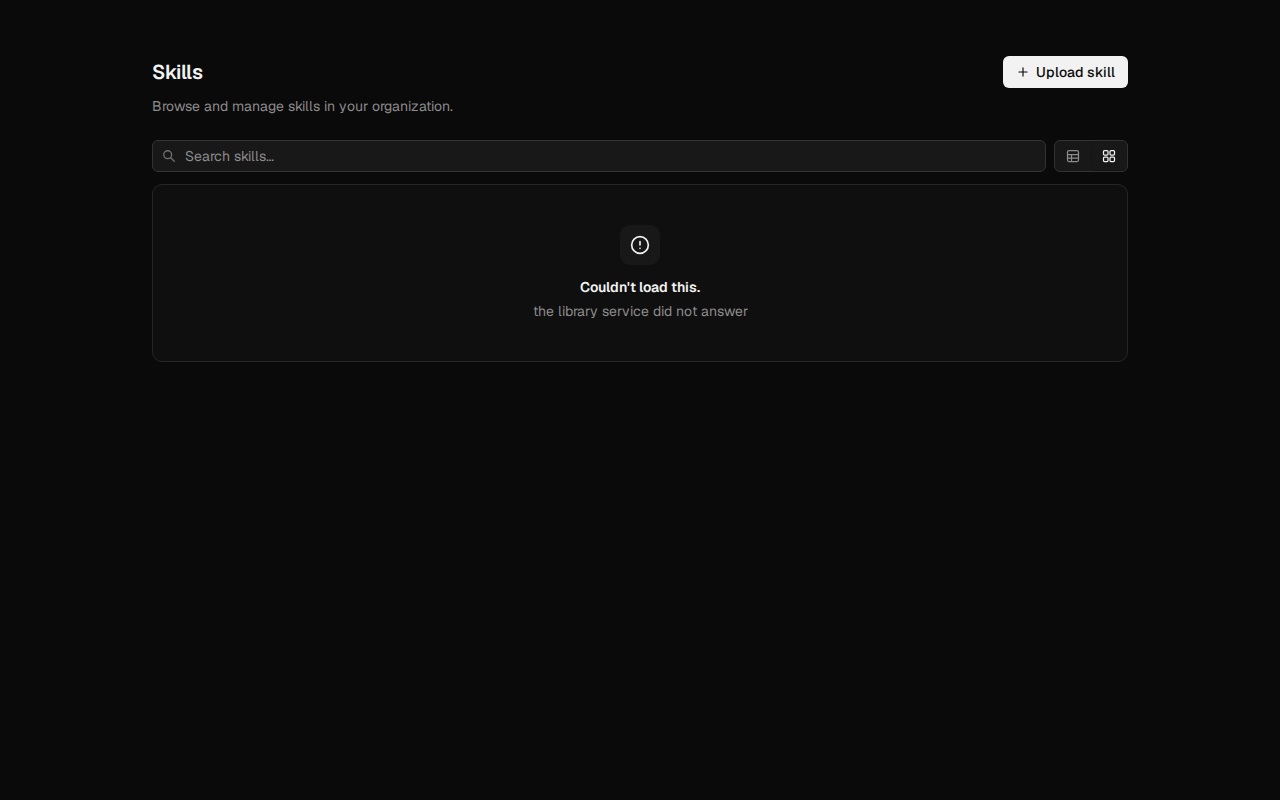 Skills
Upload skill
Browse and manage skills in your organization.
Search skills...
Couldn't load this.
the library service did not answer